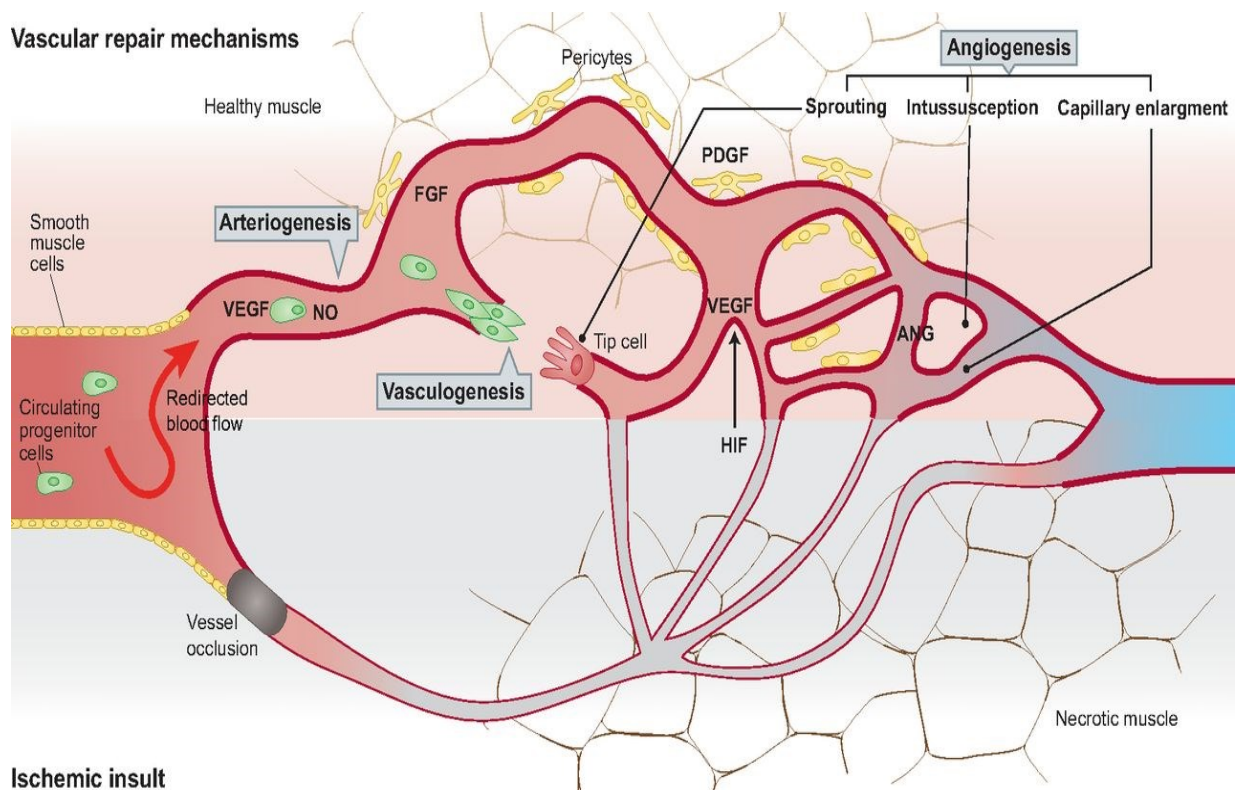 Vascular repair mechanisms
Angiogenesis
Pericytes
Healthy muscle
Sprouting
Intussusception
Capillary enlargment
PDGF
FGF
Arteriogenesis
Smooth
muscle
cells
VEGF
NO
VEGF
ANG
Tip cell
Vasculogenesis
Redirected
blood flow
Circulating
progenitor
cells
HIF
Vessel
occlusion
Necrotic muscle
Ischemic insult